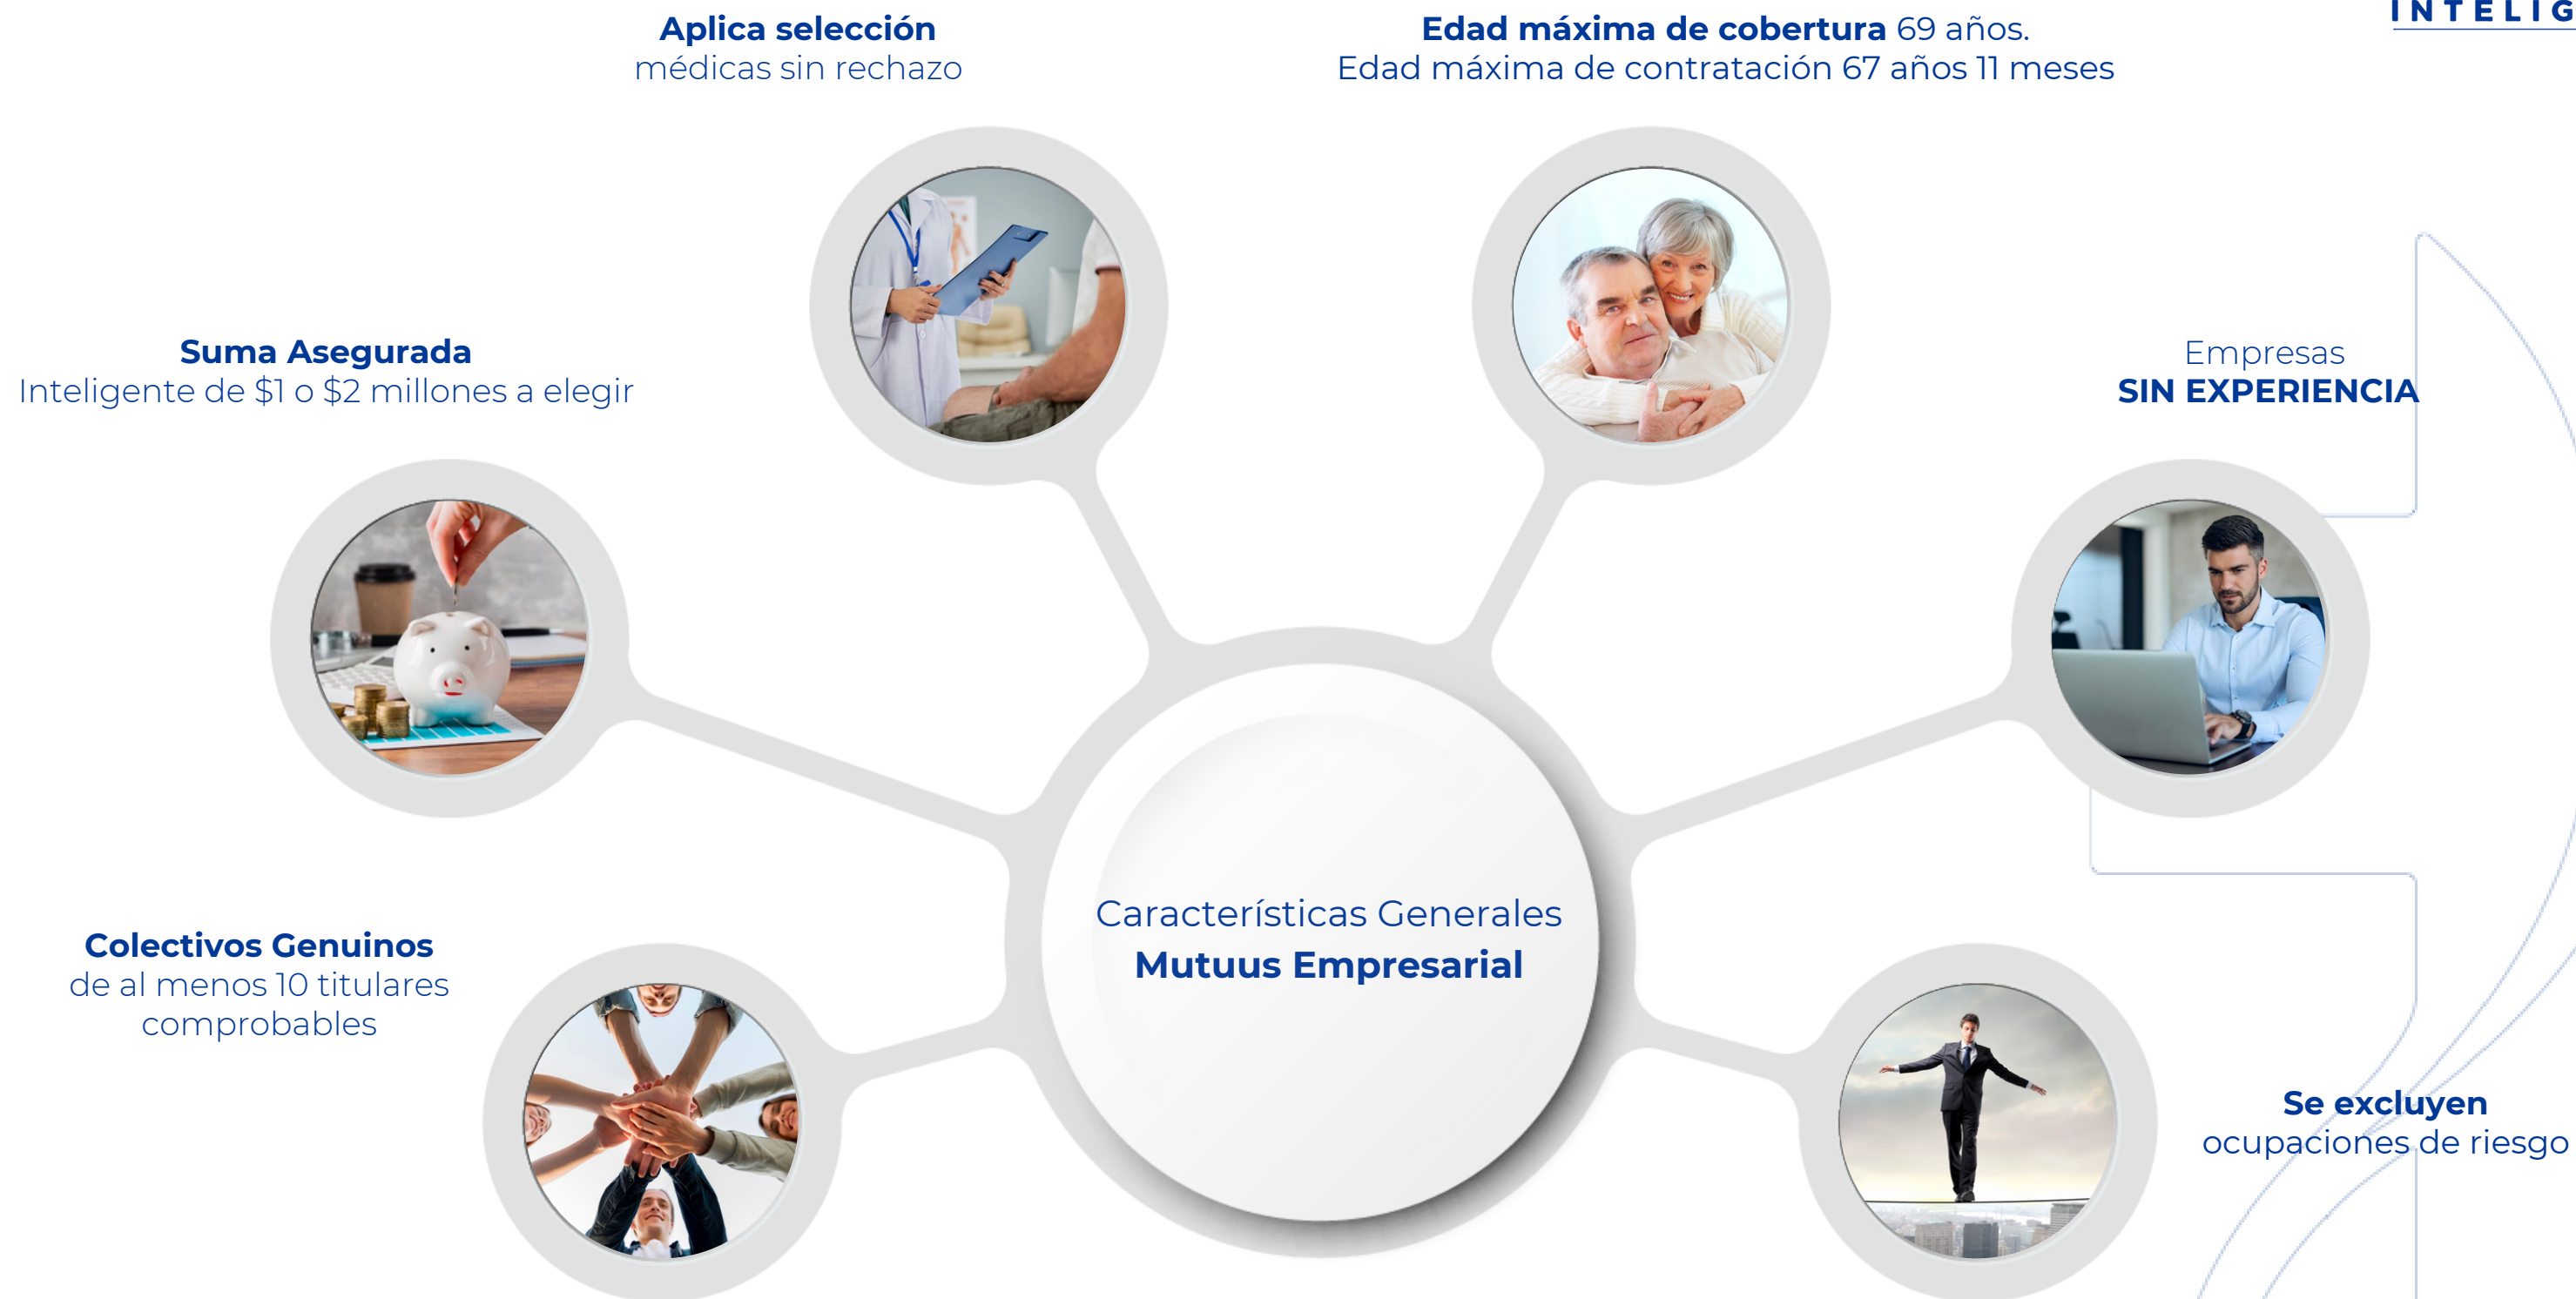 INTELIG
Aplica selección
médicas sin rechazo
Edad máxima de cobertura 69 años.
Edad máxima de contratación 67 años 11 meses
Suma Asegurada
Inteligente de $1 o $2 millones a elegir
Empresas
SIN EXPERIENCIA
Colectivos Genuinos
de al menos 10 titulares
comprobables
Características Generales
Mutuus Empresarial
Se excluyen
ocupaciones de riesgo